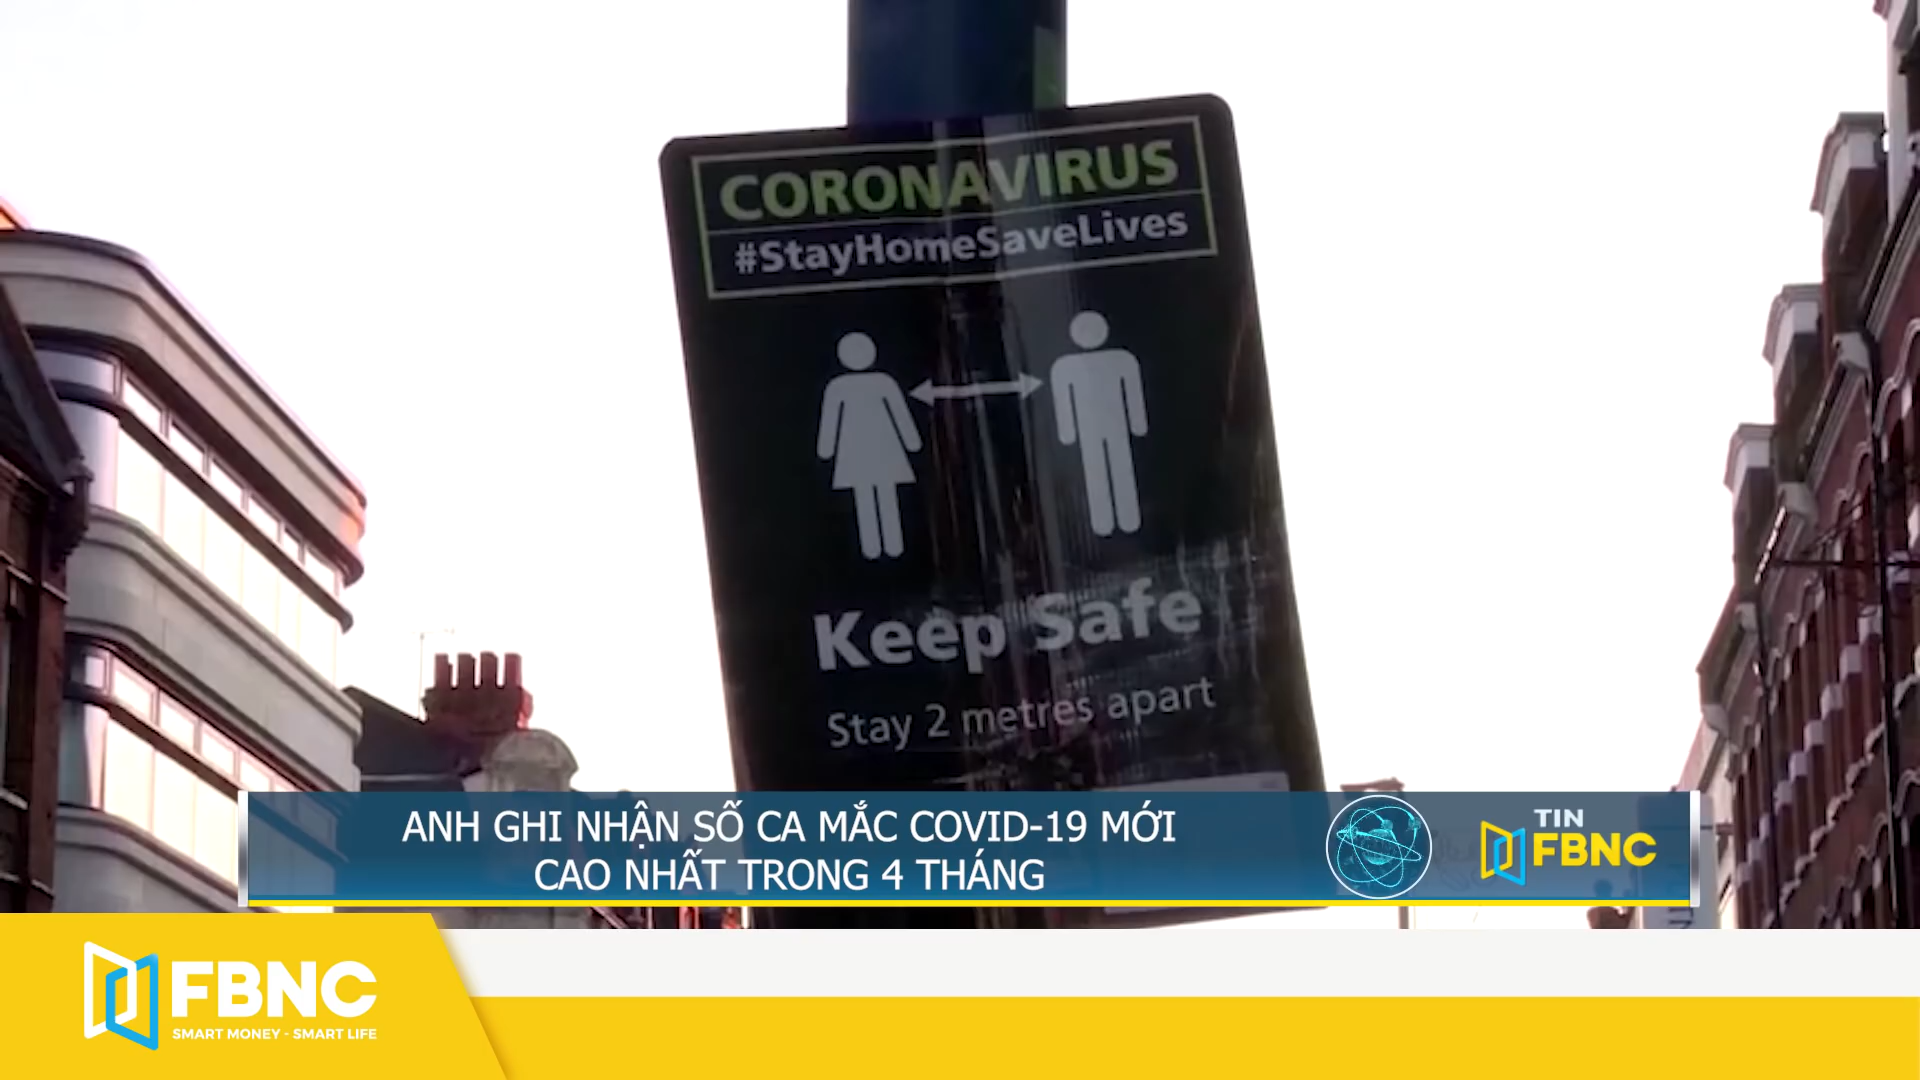 CORONAVIRUS
#StayHomeSaveLives
Keep Safe
Stay 2 metres apart
ANH GHI NHẬN SỐ CA MẮC COVID-19 MỚI
CAO NHẤT TRONG 4 THÁNG
TIN
FBNC
FBNC
SMART MONEY - SMART LIFE